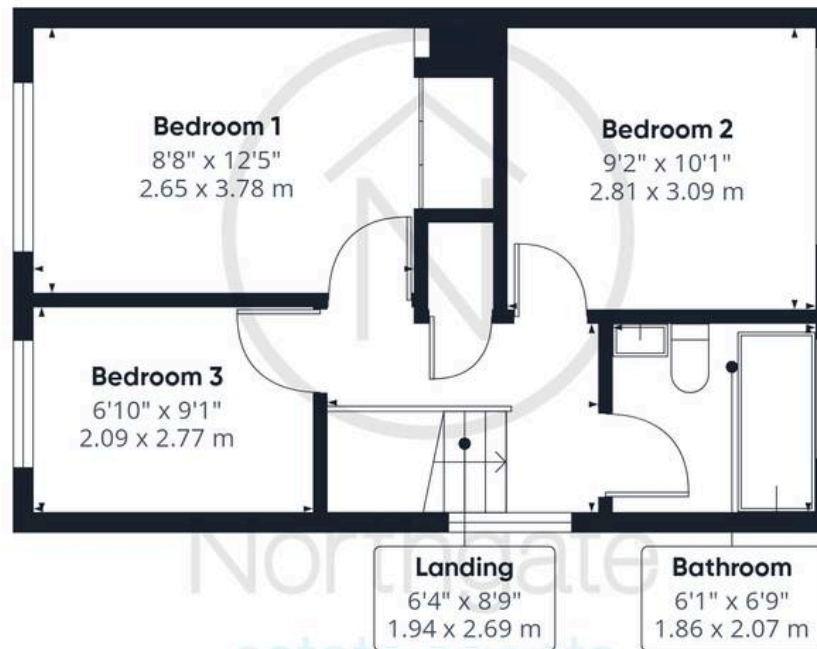 Bedroom 1
8'8" x 12'5"
2.65 x 3.78 m
Bedroom 2
9'2" x 10'1"
2.81 x 3.09 m
Bedroom 3
6'10" x 9'1"
2.09 x 2.77 m
Northgate
Landing
6'4" x 8'9"
1.94 x 2.69 m
Bathroom
6'1" x 6'9"
1.86 x 2.07 m